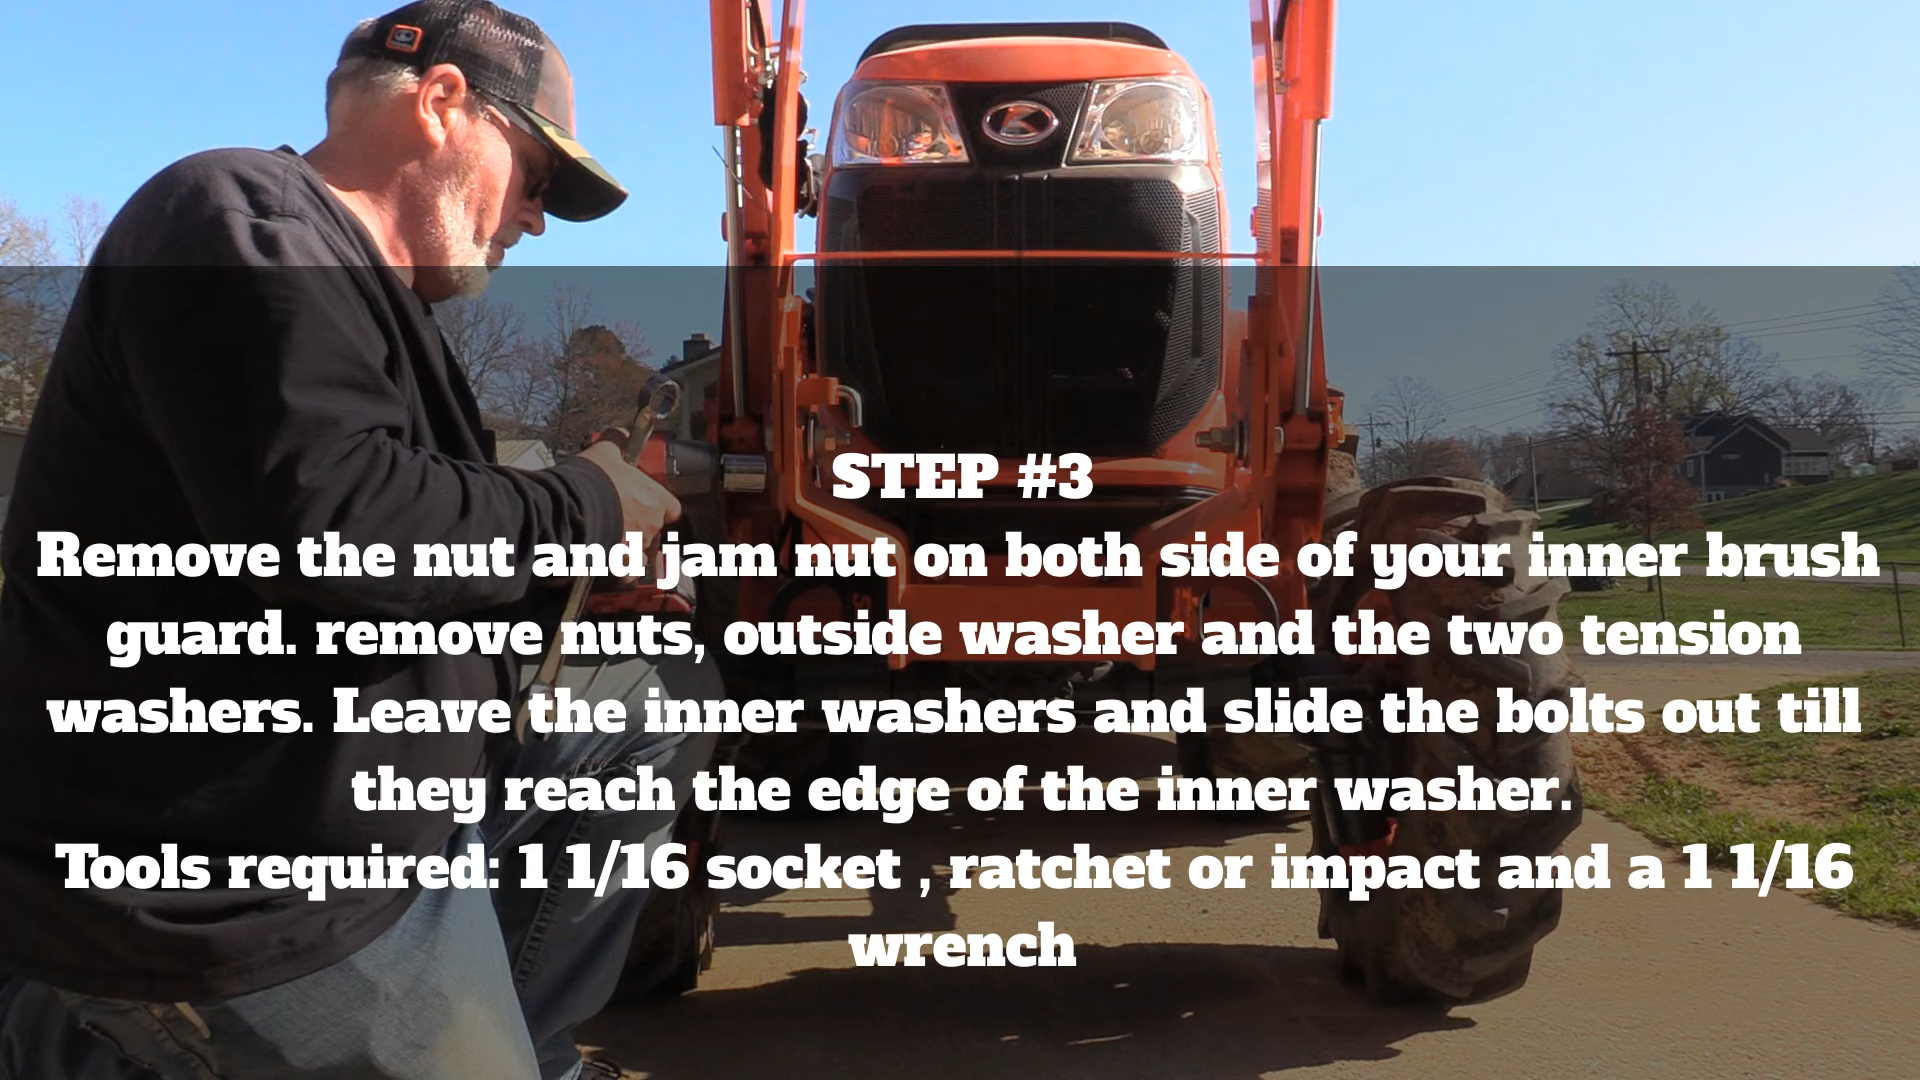 STEP #3
Remove the nut and jam nut on both side of your inner brush
guard. remove nuts, outside washer and the two tension
washers. Leave the inner washers and slide the bolts out till
they reach the edge of the inner washer.
Tools required: 1 1/16 socket , ratchet or impact and a 1 1/16
wrench